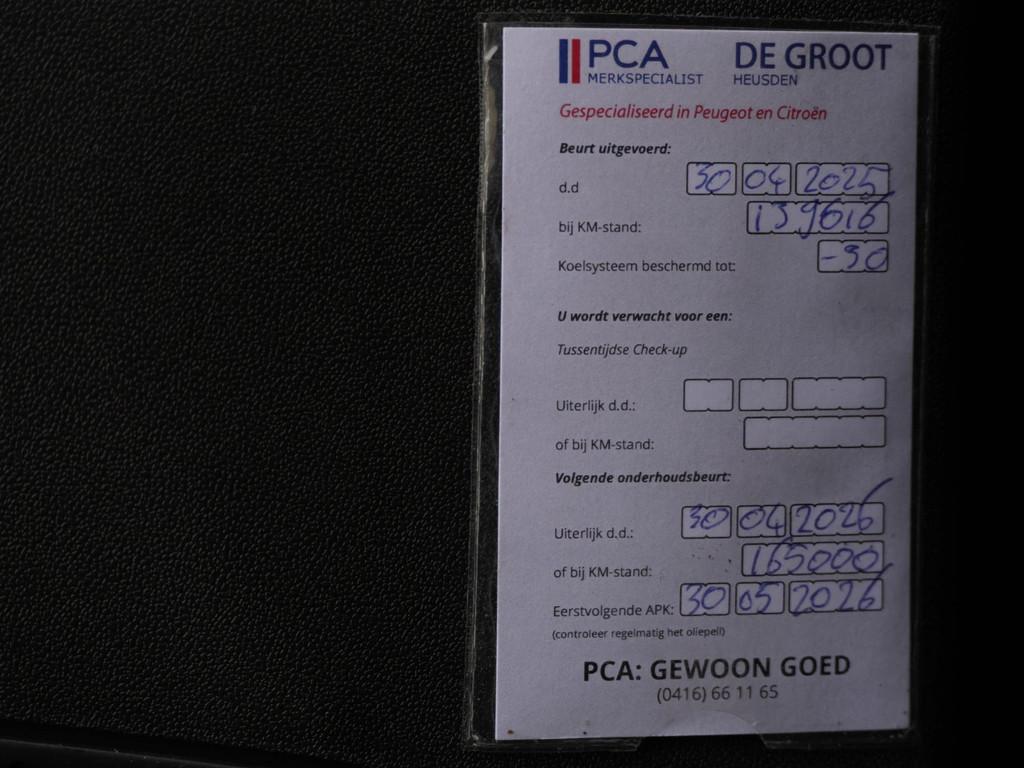 PCA DE GROOT
MERKSPECIALIST HEUSDEN
Gespecialiseerd in Peugeot en Citroën
Beurt uitgevoerd:
d.d 30 04 2025
bij KM-stand: 139616
Koelsysteem beschermd tot: -30
U wordt verwacht voor een:
Tussentijdse Check-up
Uiterlijk d.d.:
of bij KM-stand:
Volgende onderhoudsbeurt:
Uiterlijk d.d.: 30 04 2026
of bij KM-stand: 165000
Eerstvolgende APK: 30 05 2026
(controleer regelmatig het oliepeil)
PCA: GEWOON GOED
(0416) 66 11 65